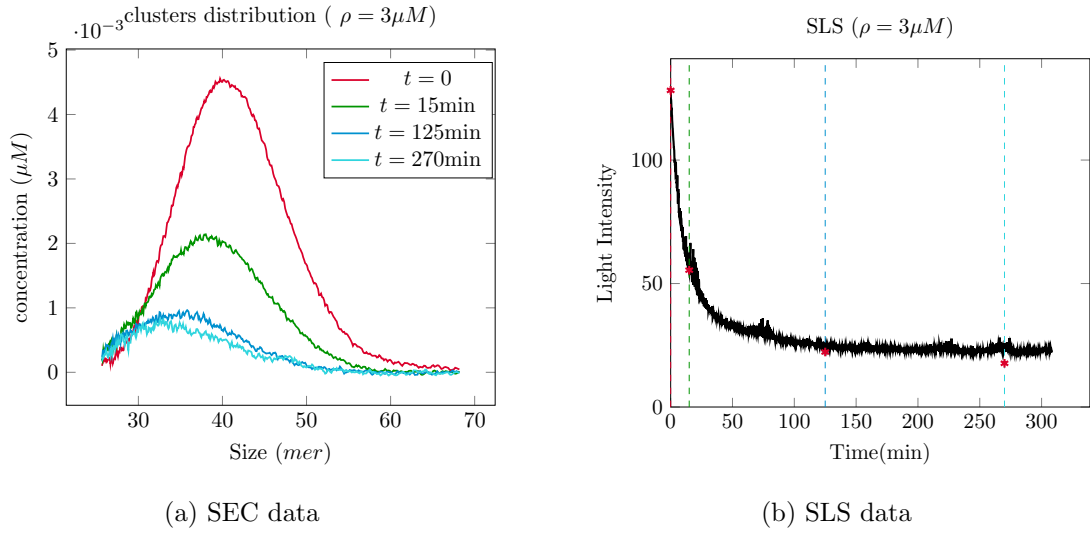 clusters distribution ( ρ = 3μM)
·10⁻³
5
4
3
2
1
0
concentration (μM)
30
40
50
60
70
Size (mer)
t = 0
t = 15min
t = 125min
t = 270min
(a) SEC data
SLS (ρ = 3μM)
100
50
0
Light Intensity
0
50
100
150
200
250
300
Time(min)
(b) SLS data